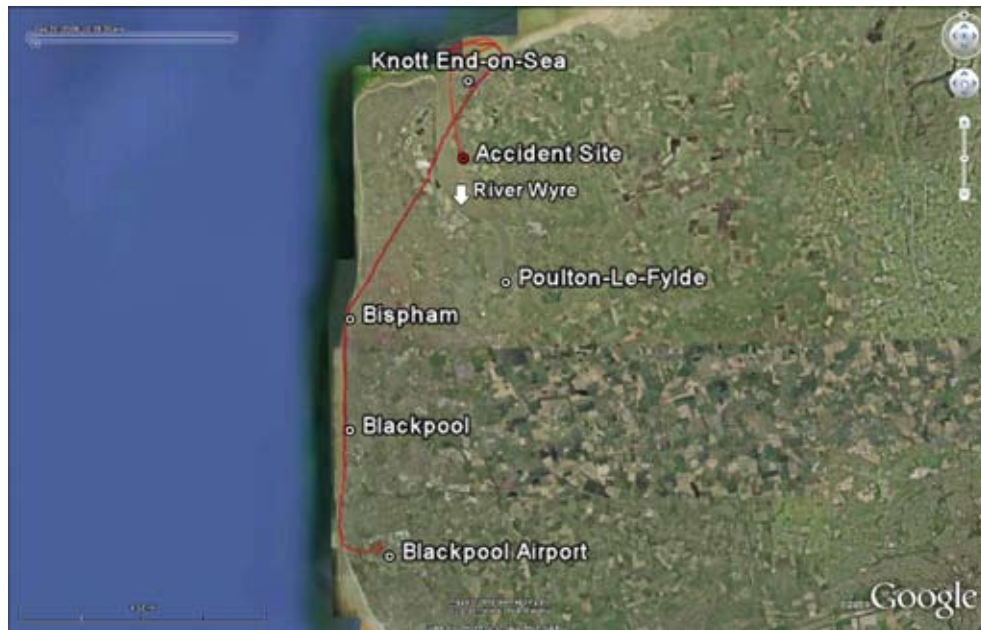 Knott End-on-Sea
Accident Site
River Wyre
Poulton-Le-Fylde
Bispham
Blackpool
Blackpool Airport
Google